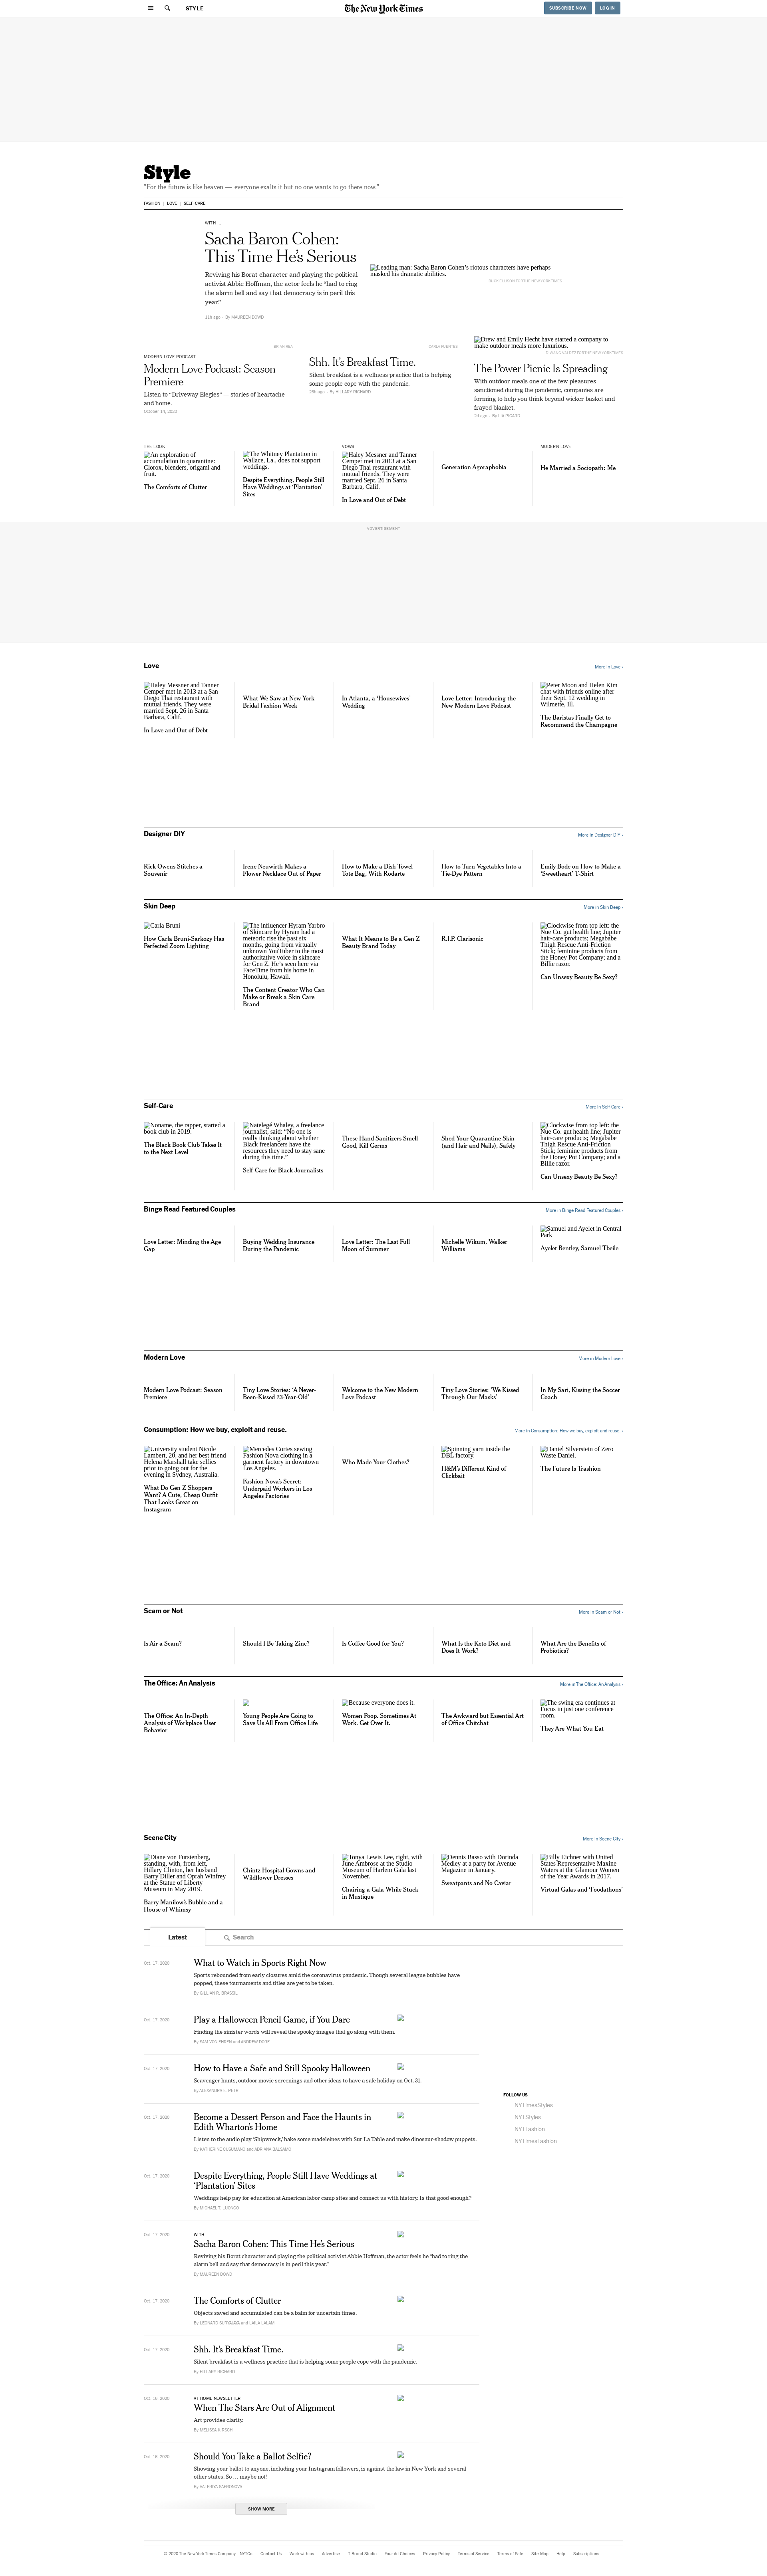 STYLE
The New York Times
SUBSCRIBE NOW
LOG IN
Style
"For the future is like heaven — everyone exalts it but no one wants to go there now."
FASHION | LOVE | SELF-CARE
WITH ...
Sacha Baron Cohen:
This Time He's Serious
Reviving his Borat character and playing the political
activist Abbie Hoffman, the actor feels he "had to ring
the alarm bell and say that democracy is in peril this
year."
11h ago – By MAUREEN DOWD
Leading man: Sacha Baron Cohen's riotous characters have perhaps
masked his dramatic abilities.
BUCK ELLISON FOR THE NEW YORK TIMES
BRIAN REA
MODERN LOVE PODCAST
Modern Love Podcast: Season
Premiere
Listen to "Driveway Elegies" — stories of heartache
and home.
October 14, 2020
CARLA FUENTES
Shh. It's Breakfast Time.
Silent breakfast is a wellness practice that is helping
some people cope with the pandemic.
23h ago – By HILLARY RICHARD
Drew and Emily Hecht have started a company to
make outdoor meals more luxurious.
The Power Picnic Is Spreading
With outdoor meals one of the few pleasures
sanctioned during the pandemic, companies are
forming to help you think beyond wicker basket and
frayed blanket.
2d ago – By LIA PICARD
THE LOOK
An exploration of
accumulation in quarantine:
Clorox, blenders, origami and
fruit.
The Comforts of Clutter
The Whitney Plantation in
Wallace, La., does not support
weddings.
Despite Everything, People Still
Have Weddings at 'Plantation'
Sites
VOWS
Haley Messner and Tanner
Cemper met in 2013 at a San
Diego Thai restaurant with
mutual friends. They were
married Sept. 26 in Santa
Barbara, Calif.
In Love and Out of Debt
Generation Agoraphobia
MODERN LOVE
He Married a Sociopath: Me
ADVERTISEMENT
Love
More in Love ›
Haley Messner and Tanner
Cemper met in 2013 at a San
Diego Thai restaurant with
mutual friends. They were
married Sept. 26 in Santa
Barbara, Calif.
In Love and Out of Debt
What We Saw at New York
Bridal Fashion Week
In Atlanta, a 'Housewives'
Wedding
Love Letter: Introducing the
New Modern Love Podcast
Peter Moon and Helen Kim
chat with friends online after
their Sept. 12 wedding in
Wilmette, Ill.
The Baristas Finally Get to
Recommend the Champagne
Designer DIY
More in Designer DIY ›
Rick Owens Stitches a
Souvenir
Irene Neuwirth Makes a
Flower Necklace Out of Paper
How to Make a Dish Towel
Tote Bag, With Rodarte
How to Turn Vegetables Into a
Tie-Dye Pattern
Emily Bode on How to Make a
'Sweetheart' T-Shirt
Skin Deep
More in Skin Deep ›
Carla Bruni
How Carla Bruni-Sarkozy Has
Perfected Zoom Lighting
The influencer Hyram Yarbro
of Skincare by Hyram had a
meteoric rise the past six
months, going from virtually
unknown YouTuber to the most
authoritative voice in skincare
for Gen Z. He's seen here via
FaceTime from his home in
Honolulu, Hawaii.
The Content Creator Who Can
Make or Break a Skin Care
Brand
What It Means to Be a Gen Z
Beauty Brand Today
R.I.P. Clarisonic
Clockwise from top left: the
Nue Co. gut health line; Jupiter
hair-care products; Megababe
Thigh Rescue Anti-Friction
Stick; feminine products from
the Honey Pot Company; and a
Billie razor.
Can Unsexy Beauty Be Sexy?
Self-Care
More in Self-Care ›
Noname, the rapper, started a
book club in 2019.
The Black Book Club Takes It
to the Next Level
Natelegé Whaley, a freelance
journalist, said: "No one is
really thinking about whether
Black freelancers have the
resources they need to stay sane
during this time."
Self-Care for Black Journalists
These Hand Sanitizers Smell
Good, Kill Germs
Shed Your Quarantine Skin
(and Hair and Nails), Safely
Clockwise from top left: the
Nue Co. gut health line; Jupiter
hair-care products; Megababe
Thigh Rescue Anti-Friction
Stick; feminine products from
the Honey Pot Company; and a
Billie razor.
Can Unsexy Beauty Be Sexy?
Binge Read Featured Couples
More in Binge Read Featured Couples ›
Love Letter: Minding the Age
Gap
Buying Wedding Insurance
During the Pandemic
Love Letter: The Last Full
Moon of Summer
Michelle Wikum, Walker
Williams
Samuel and Ayelet in Central
Park
Ayelet Bentley, Samuel Tbeile
Modern Love
More in Modern Love ›
Modern Love Podcast: Season
Premiere
Tiny Love Stories: 'A Never-
Been-Kissed 23-Year-Old'
Welcome to the New Modern
Love Podcast
Tiny Love Stories: 'We Kissed
Through Our Masks'
In My Sari, Kissing the Soccer
Coach
Consumption: How we buy, exploit and reuse.
More in Consumption: How we buy, exploit and reuse. ›
University student Nicole
Lambert, 20, and her best friend
Helena Marshall take selfies
prior to going out for the
evening in Sydney, Australia.
What Do Gen Z Shoppers
Want? A Cute, Cheap Outfit
That Looks Great on
Instagram
Mercedes Cortes sewing
Fashion Nova clothing in a
garment factory in downtown
Los Angeles.
Fashion Nova's Secret:
Underpaid Workers in Los
Angeles Factories
Who Made Your Clothes?
Spinning yarn inside the
DBL factory.
H&M's Different Kind of
Clickbait
Daniel Silverstein of Zero
Waste Daniel.
The Future Is Trashion
Scam or Not
More in Scam or Not ›
Is Air a Scam?
Should I Be Taking Zinc?
Is Coffee Good for You?
What Is the Keto Diet and
Does It Work?
What Are the Benefits of
Probiotics?
The Office: An Analysis
More in The Office: An Analysis ›
The Office: An In-Depth
Analysis of Workplace User
Behavior
Young People Are Going to
Save Us All From Office Life
Because everyone does it.
Women Poop. Sometimes At
Work. Get Over It.
The Awkward but Essential Art
of Office Chitchat
The swing era continues at
Focus in just one conference
room.
They Are What You Eat
Scene City
More in Scene City ›
Diane von Furstenberg,
standing, with, from left,
Hillary Clinton, her husband
Barry Diller and Oprah Winfrey
at the Statue of Liberty
Museum in May 2019.
Barry Manilow's Bubble and a
House of Whimsy
Chintz Hospital Gowns and
Wildflower Dresses
Tonya Lewis Lee, right, with
June Ambrose at the Studio
Museum of Harlem Gala last
November.
Chairing a Gala While Stuck
in Mustique
Dennis Basso with Dorinda
Medley at a party for Avenue
Magazine in January.
Sweatpants and No Caviar
Billy Eichner with United
States Representative Maxine
Waters at the Glamour Women
of the Year Awards in 2017.
Virtual Galas and 'Foodathons'
Latest
Search
Oct. 17, 2020
What to Watch in Sports Right Now
Sports rebounded from early closures amid the coronavirus pandemic. Though several league bubbles have
popped, these tournaments and titles are yet to be taken.
By GILLIAN R. BRASSIL
Oct. 17, 2020
Play a Halloween Pencil Game, if You Dare
Finding the sinister words will reveal the spooky images that go along with them.
By SAM VON EHREN and ANDREW SONDERN
Oct. 17, 2020
How to Have a Safe and Still Spooky Halloween
Scavenger hunts, outdoor movie screenings and other ideas to have a safe holiday on Oct. 31.
By ALEXANDRA E. PETRI
Oct. 17, 2020
Become a Dessert Person and Face the Haunts in
Edith Wharton's Home
Listen to the audio play 'Shipwreck,' bake some madeleines with Sur La Table and make dinosaur-shadow puppets.
By KATHERINE CUSUMANO and ADRIANA BALSAMO
Oct. 17, 2020
Despite Everything, People Still Have Weddings at
'Plantation' Sites
Weddings help pay for education at American labor camp sites and connect us with history. Is that good enough?
By MICHAEL T. LUONGO
Oct. 17, 2020
WITH ...
Sacha Baron Cohen: This Time He's Serious
Reviving his Borat character and playing the political activist Abbie Hoffman, the actor feels he "had to ring the
alarm bell and say that democracy is in peril this year."
By MAUREEN DOWD
Oct. 17, 2020
The Comforts of Clutter
Objects saved and accumulated can be a balm for uncertain times.
Oct. 17, 2020
Shh. It's Breakfast Time.
Silent breakfast is a wellness practice that is helping some people cope with the pandemic.
By HILLARY RICHARD
Oct. 16, 2020
AT HOME NEWSLETTER
When The Stars Are Out of Alignment
Art provides clarity.
By MELISSA KIRSCH
Oct. 16, 2020
Should You Take a Ballot Selfie?
Showing your ballot to anyone, including your Instagram followers, is against the law in New York and several
other states. So … maybe not!
By VALERIYA SAFRONOVA
SHOW MORE
FOLLOW US
NYTimesStyles
NYTStyles
NYTFashion
NYTimesFashion
© 2020 The New York Times Company
NYTCo
Contact Us
Work with us
Advertise
T Brand Studio
Your Ad Choices
Privacy Policy
Terms of Service
Terms of Sale
Site Map
Help
Subscriptions